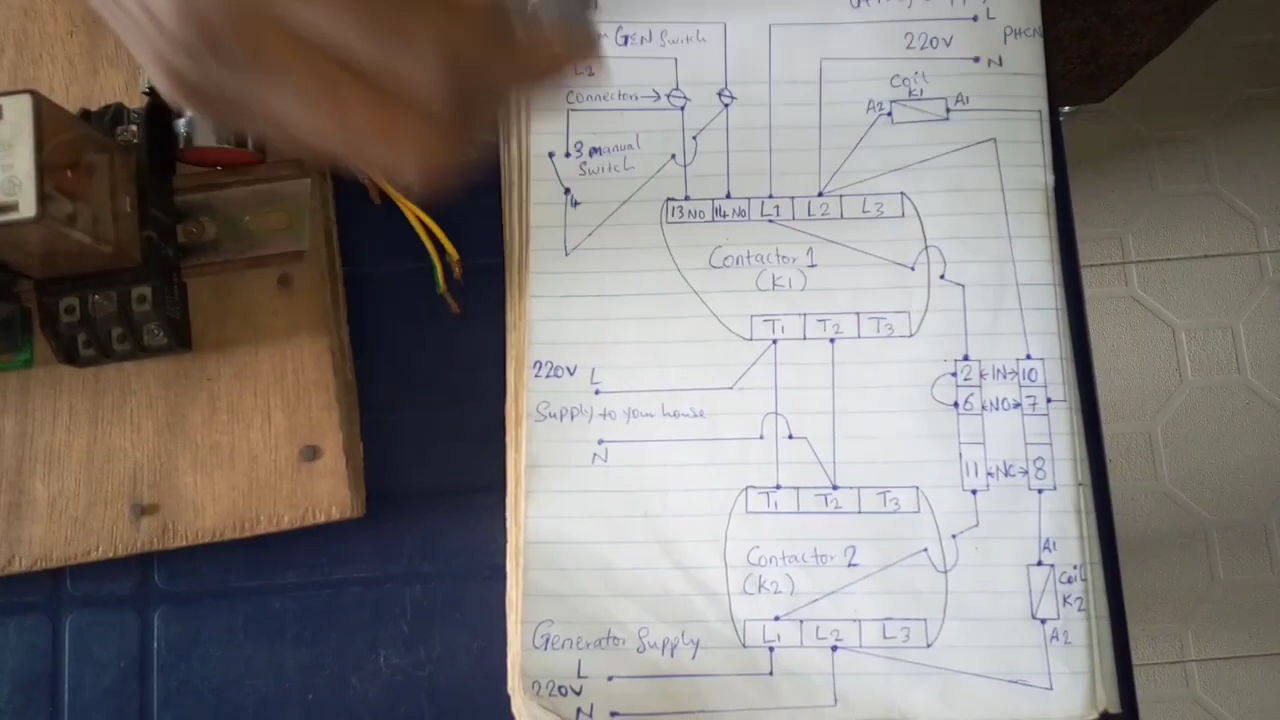 GEN Switch
L2
Connectors→
3 manual
Switch
4
L
PHCN
220V
N
Coil
K1
A2
A1
13 NO 14 NO L1 L2 L3
Contactor 1
(K1)
T1 T2 T3
220V L
Supply to your house
N
2 <IN> 10
6 <NO> 7
11 <NC> 8
T1 T2 T3
Contactor 2
(K2)
L1 L2 L3
A1
Coil
K2
A2
Generator Supply
L
220V
N